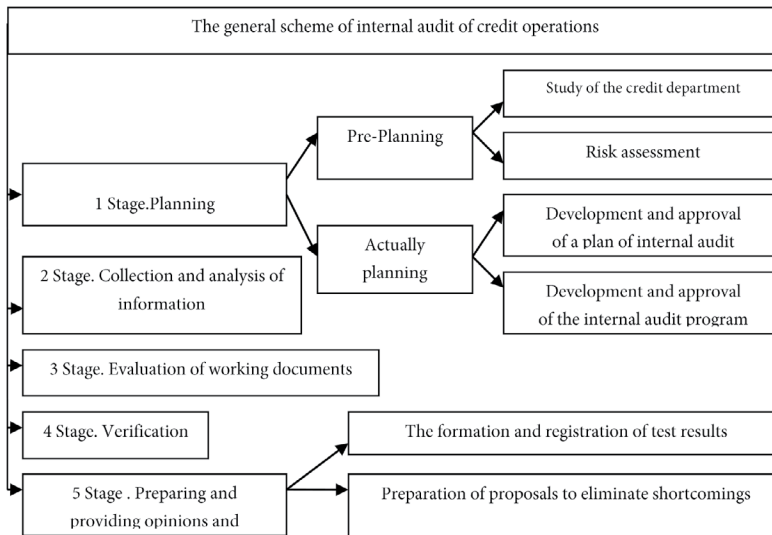 The general scheme of internal audit of credit operations
Study of the credit department
Pre-Planning
Risk assessment
1 Stage.Planning
Development and approval
of a plan of internal audit
Actually
planning
2 Stage. Collection and analysis of
information
Development and approval
of the internal audit program
3 Stage. Evaluation of working documents
4 Stage. Verification
The formation and registration of test results
5 Stage . Preparing and
providing opinions and
Preparation of proposals to eliminate shortcomings